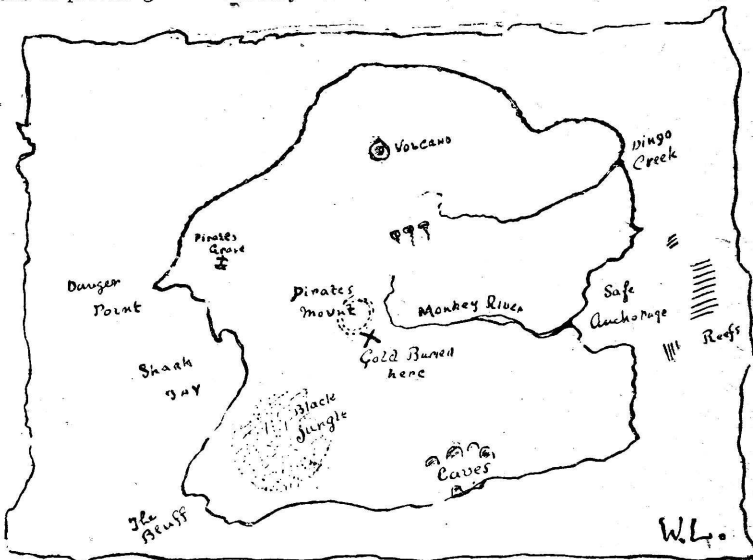 Volcano
Dingo
Creek
Pirates
Grave
Danger
Point
Pirates
Mount
Monkey River
Safe
Anchorage
Reefs
Gold Buried
here
Shark
Bay
Black
Jungle
Caves
The
Bluff
W.L.